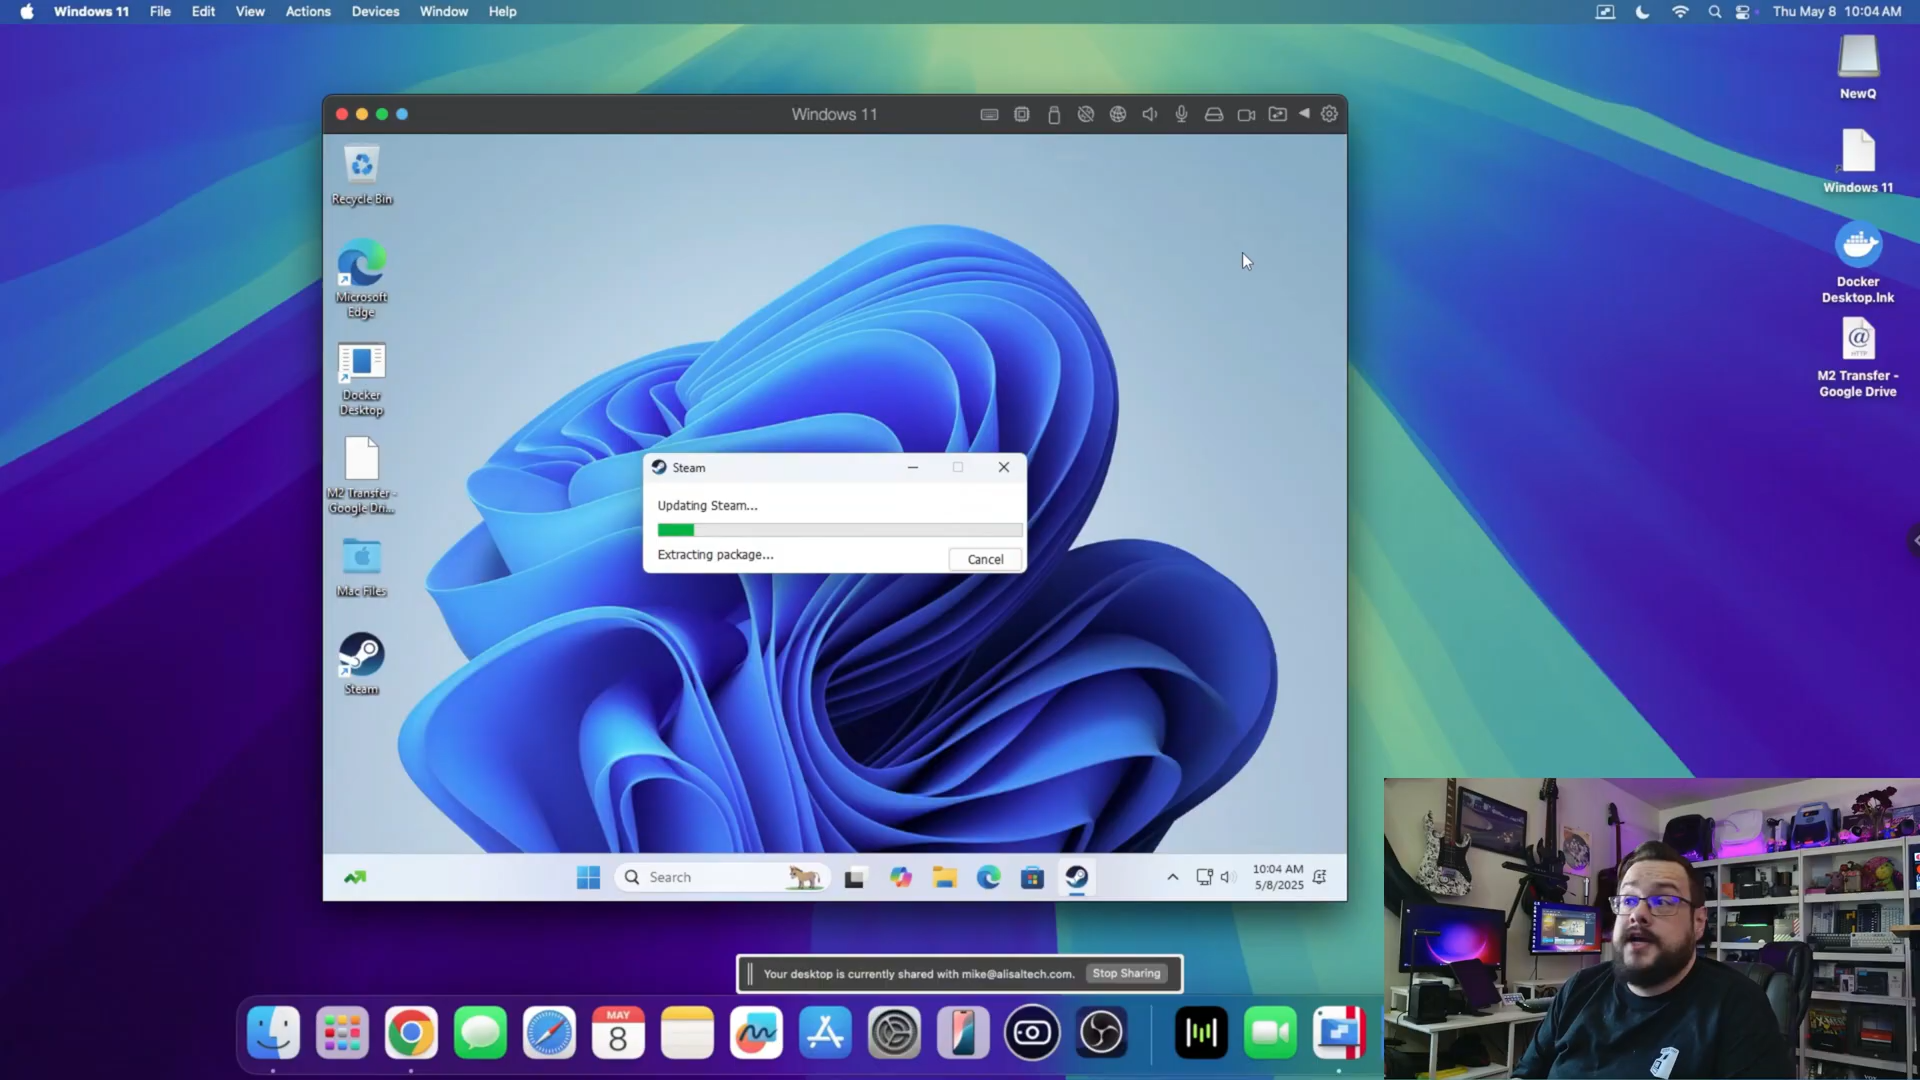 Windows 11 File Edit View Actions Devices Window Help
Thu May 8 10:04 AM
NewQ
Windows 11
Docker
Desktop.lnk
@
HTTP
M2 Transfer -
Google Drive
Windows 11
Recycle Bin
Microsoft
Edge
Docker
Desktop
M2 Transfer -
Google Dri...
Mac Files
Steam
Steam
Updating Steam...
Extracting package...
Cancel
Search
10:04 AM
5/8/2025
Your desktop is currently shared with mike@alisaltech.com. Stop Sharing
MAY
8